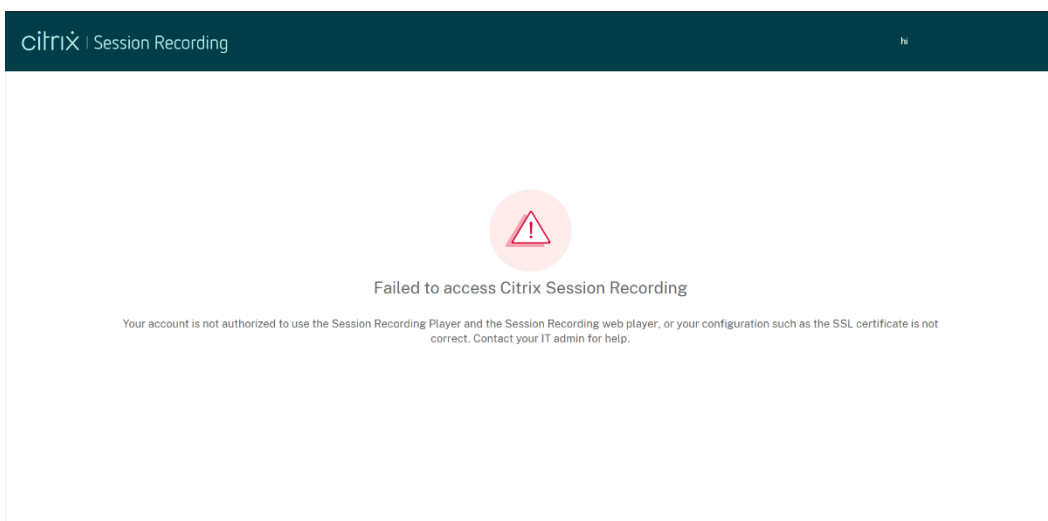 citrix | Session Recording
hi
Failed to access Citrix Session Recording
Your account is not authorized to use the Session Recording Player and the Session Recording web player, or your configuration such as the SSL certificate is not
correct. Contact your IT admin for help.